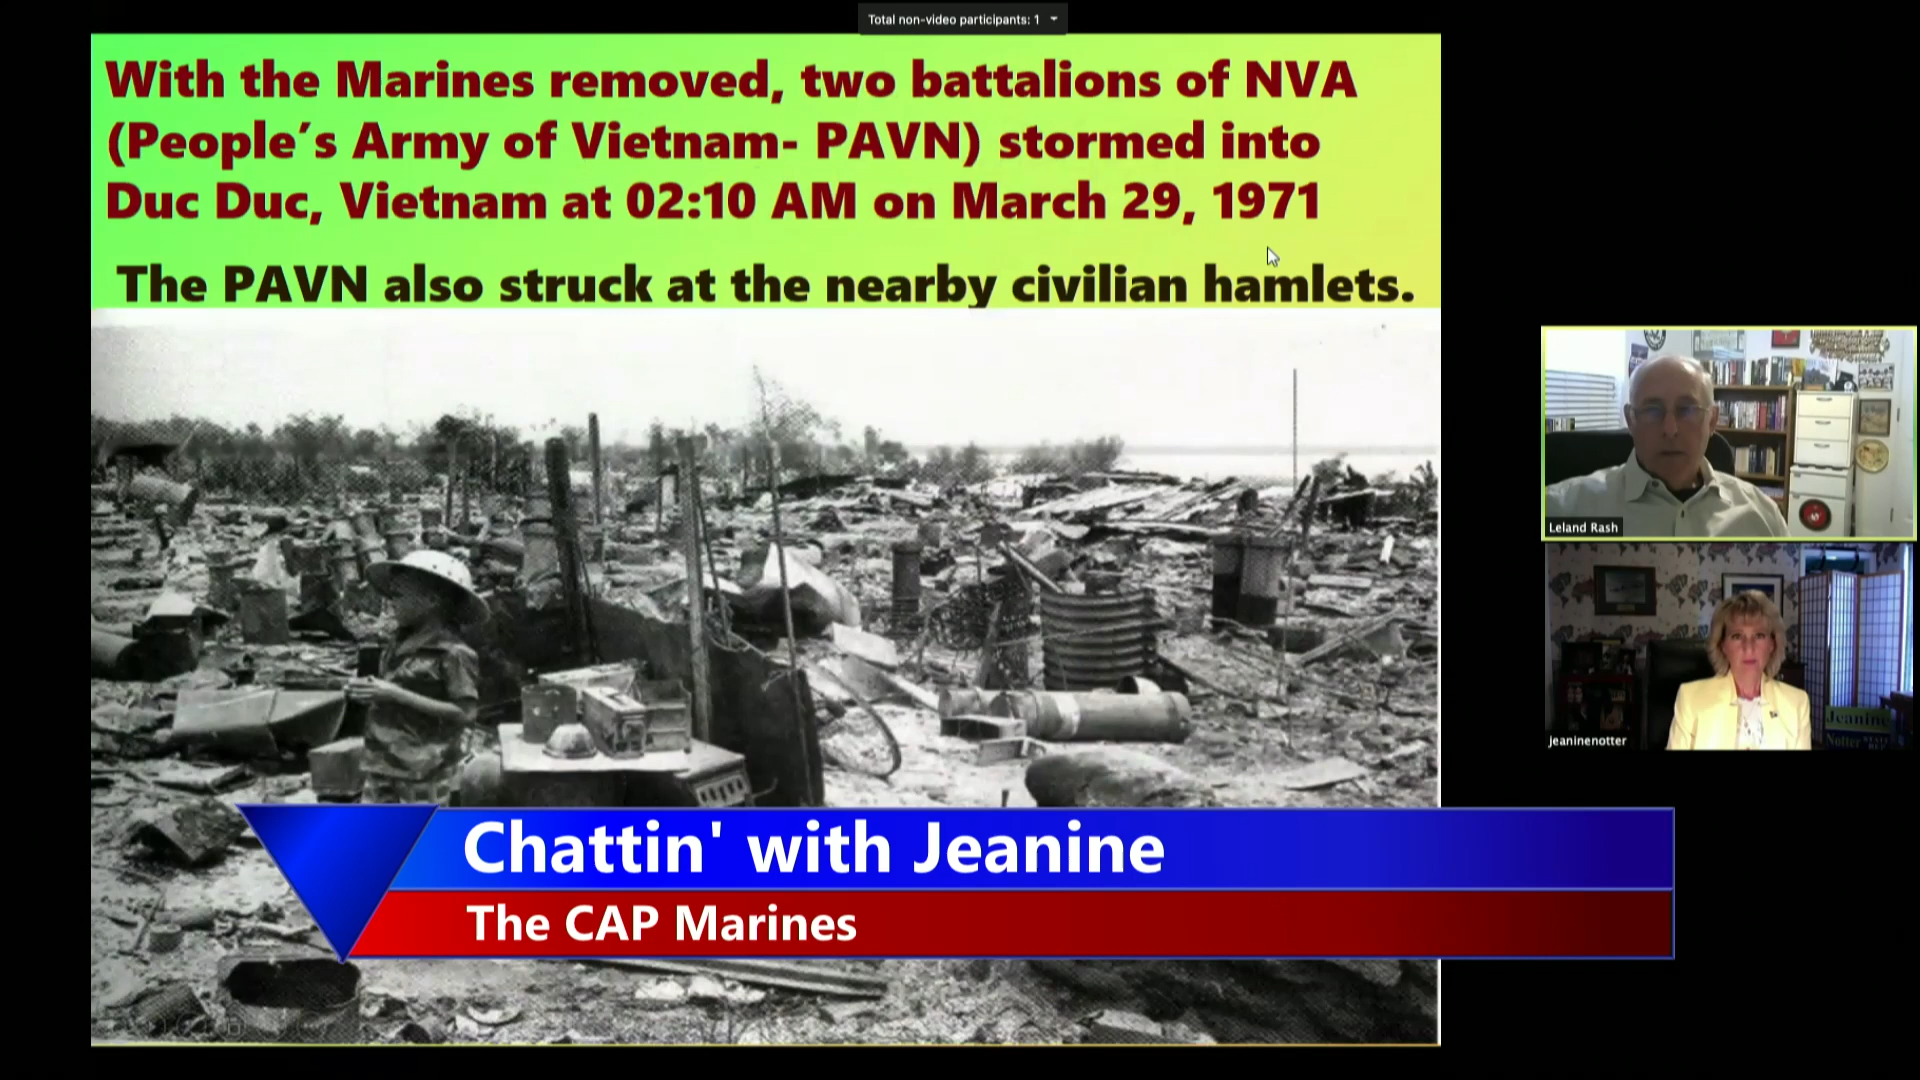 Total non-video participants: 1
With the Marines removed, two battalions of NVA
(People’s Army of Vietnam- PAVN) stormed into
Duc Duc, Vietnam at 02:10 AM on March 29, 1971
The PAVN also struck at the nearby civilian hamlets.
Leland Rash
Jeanine
Notter
jeaninenotter
Chattin' with Jeanine
The CAP Marines